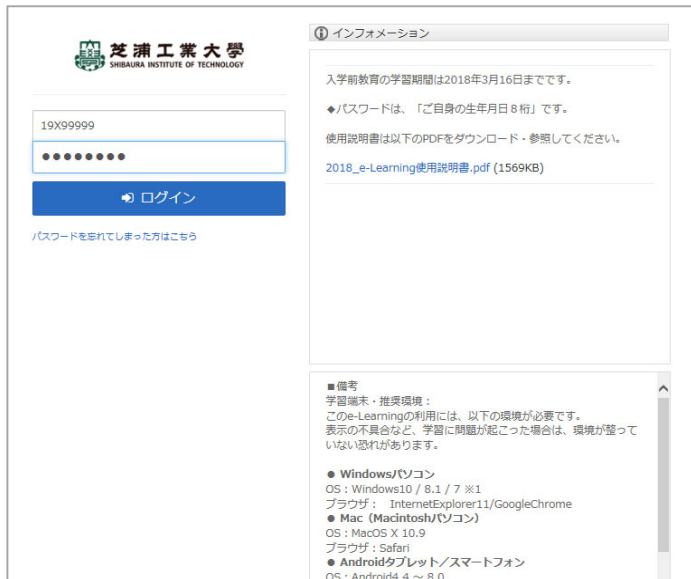 芝浦工業大學
SHIBAURA INSTITUTE OF TECHNOLOGY
19X99999
●●●●●●●●
ログイン
パスワードを忘れてしまった方はこちら
インフォメーション
入学前教育の学習期間は2018年3月16日までです。
◆パスワードは、「ご自身の生年月日８桁」です。
使用説明書は以下のPDFをダウンロード・参照してください。
2018_e-Learning使用説明書.pdf (1569KB)
■備考
学習端末・推奨環境：
このe-Learningの利用には、以下の環境が必要です。
表示の不具合など、学習に問題が起こった場合は、環境が整って
いない恐れがあります。
● Windowsパソコン
OS：Windows10 / 8.1 / 7 ※1
ブラウザ： InternetExplorer11/GoogleChrome
● Mac（Macintoshパソコン）
OS：MacOS X 10.9
ブラウザ：Safari
● Androidタブレット／スマートフォン
OS：Android4.4 ～ 8.0